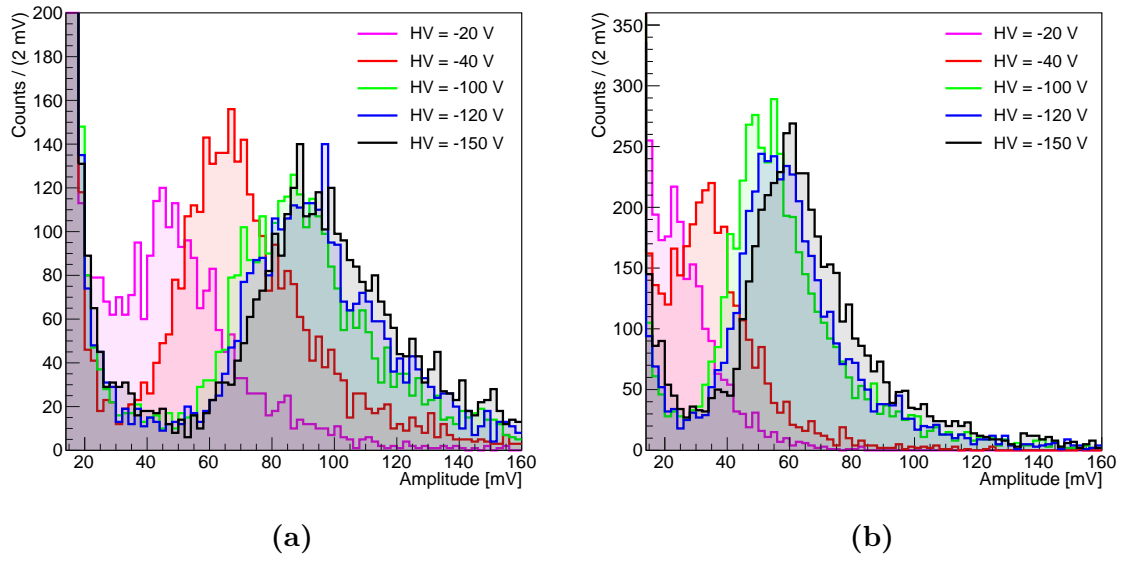 Counts / (2 mV)
200
180
160
140
120
100
80
60
40
20
0
20 40 60 80 100 120 140 160
Amplitude [mV]
HV = -20 V
HV = -40 V
HV = -100 V
HV = -120 V
HV = -150 V
(a)
Counts / (2 mV)
350
300
250
200
150
100
50
0
20 40 60 80 100 120 140 160
Amplitude [mV]
HV = -20 V
HV = -40 V
HV = -100 V
HV = -120 V
HV = -150 V
(b)